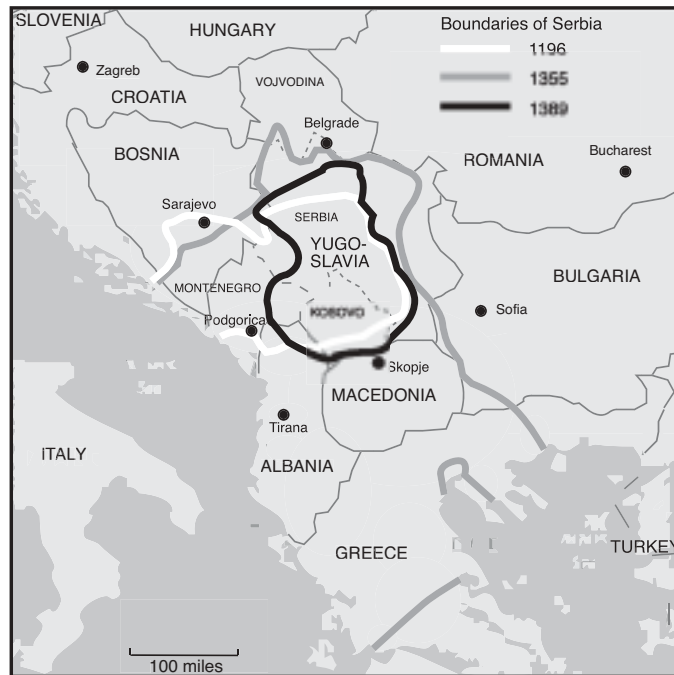 Boundaries of Serbia
1196
1355
1389
SLOVENIA
HUNGARY
Zagreb
CROATIA
VOJVODINA
Belgrade
BOSNIA
ROMANIA
Bucharest
Sarajevo
SERBIA
YUGO-
SLAVIA
BULGARIA
MONTENEGRO
KOSOVO
Podgorica
Sofia
Skopje
MACEDONIA
Tirana
ITALY
ALBANIA
GREECE
TURKEY
100 miles